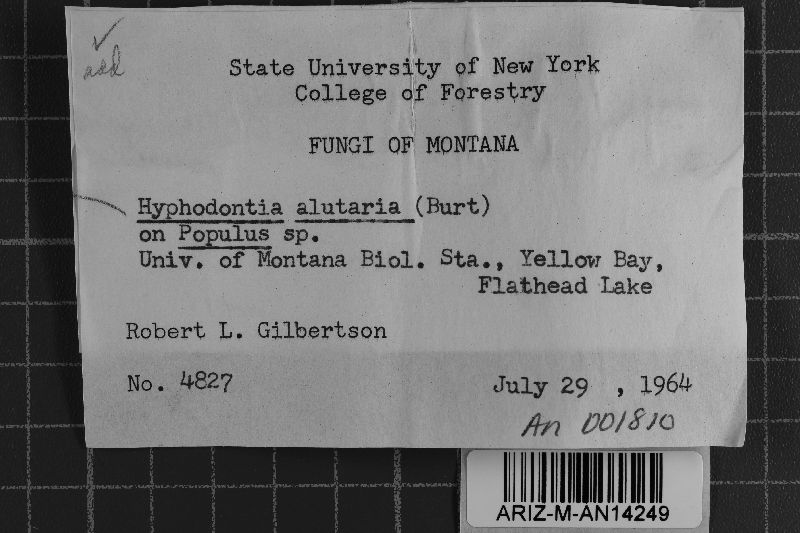 add
State University of New York
College of Forestry
FUNGI OF MONTANA
Hyphodontia alutaria (Burt)
on Populus sp.
Univ. of Montana Biol. Sta., Yellow Bay,
Flathead Lake
Robert L. Gilbertson
No. 4827
July 29 , 1964
An 001810
ARIZ-M-AN14249